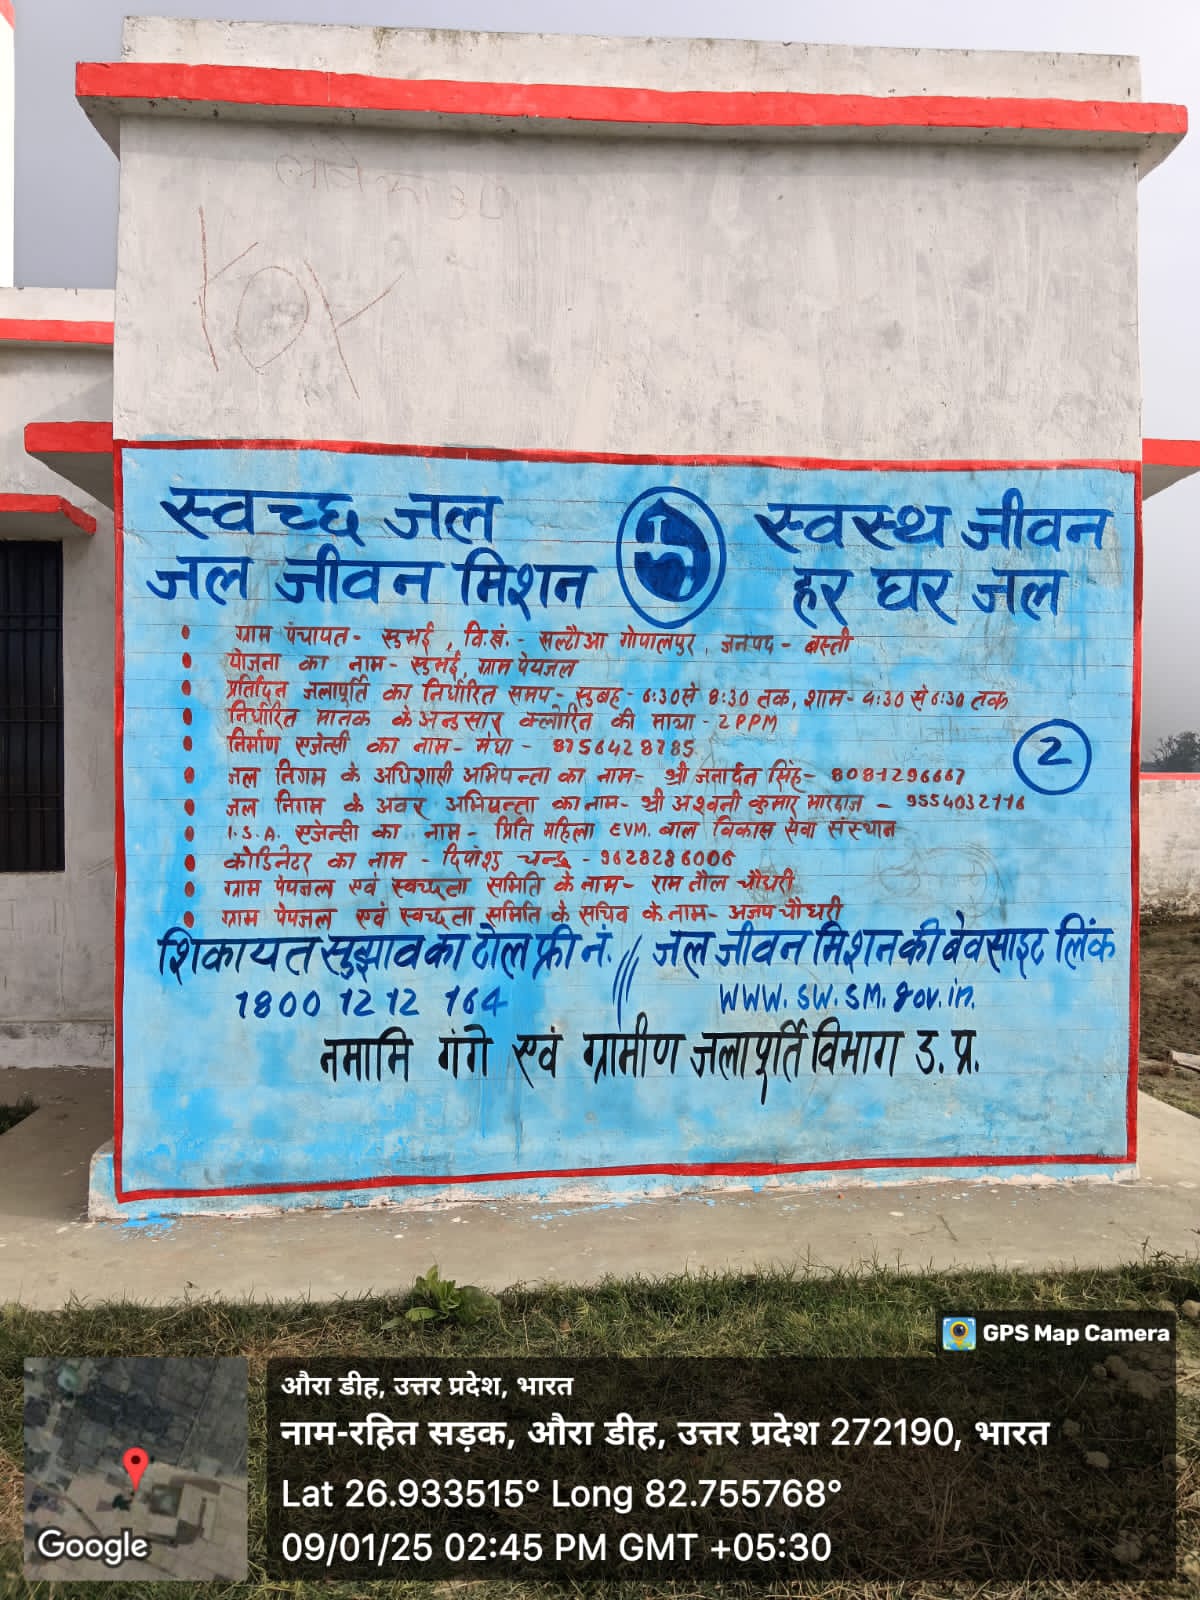 स्वच्छ जल
स्वस्थ जीवन
जल जीवन मिशन
हर घर जल
ग्राम पंचायत- सुभई, वि.खं.- सल्टौआ गोपालपुर, जनपद- बस्ती
योजना का नाम- सुभई, ग्राम पेयजल
प्रतिदिन जलापूर्ति का निर्धारित समय- सुबह- 6:30 से 8:30 तक, शाम- 4:30 से 6:30 तक
निर्धारित मानक के अनुसार क्लोरिन की मात्रा - 2 PPM
निर्माण एजेन्सी का नाम- मेघा- 8756428785
जल निगम के अधिशासी अभियन्ता का नाम- श्री जनार्दन सिंह- 8081296667
जल निगम के अवर अभियन्ता का नाम- श्री अश्वनी कुमार भारद्वाज - 9554032116
I.S.A. एजेन्सी का नाम- प्रिति महिला EVM. बाल विकास सेवा संस्थान
कोडिनेटर का नाम - दिपांशु चन्द्र - 9628286006
ग्राम पेयजल एवं स्वच्छता समिति के नाम- राम तौल चौधरी
ग्राम पेयजल एवं स्वच्छता समिति के सचिव के नाम- अजय चौधरी
2
शिकायत सुझाव का टोल फ्री नं. /// जल जीवन मिशन की बेवसाइट लिंक
1800 12 12 164
WWW. SW. SM. gov. in.
नमामि गंगे एवं ग्रामीण जलापूर्ति विभाग उ. प्र.
GPS Map Camera
औरा डीह, उत्तर प्रदेश, भारत
नाम-रहित सड़क, औरा डीह, उत्तर प्रदेश 272190, भारत
Lat 26.933515° Long 82.755768°
09/01/25 02:45 PM GMT +05:30
Google